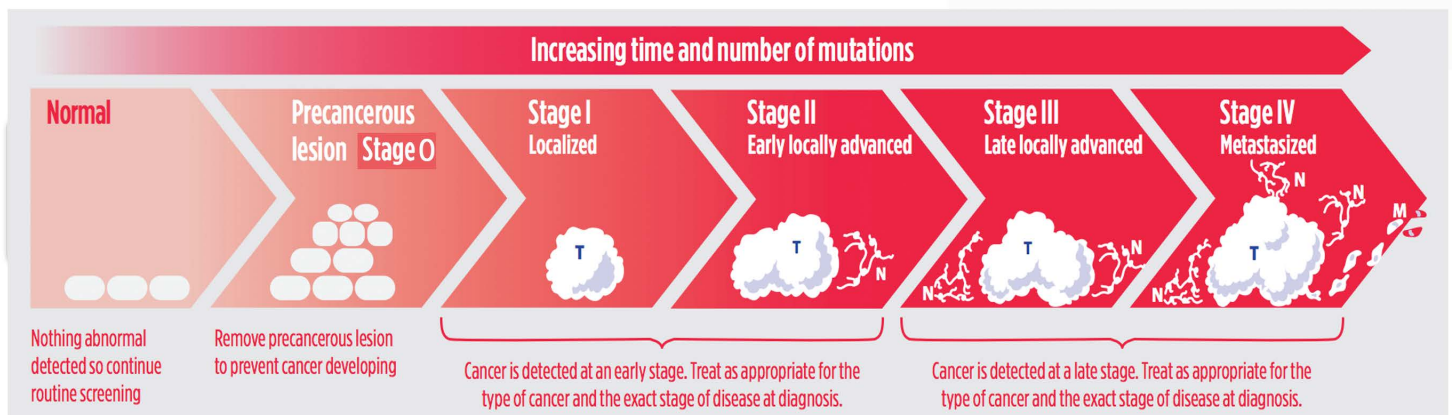 Increasing time and number of mutations
Normal
Precancerous
lesion Stage 0
Stage I
Localized
Stage II
Early locally advanced
Stage III
Late locally advanced
Stage IV
Metastasized
T
T
N
N
T
N
N
N
T
N
M
Nothing abnormal
detected so continue
routine screening
Remove precancerous lesion
to prevent cancer developing
Cancer is detected at an early stage. Treat as appropriate for the
type of cancer and the exact stage of disease at diagnosis.
Cancer is detected at a late stage. Treat as appropriate for the
type of cancer and the exact stage of disease at diagnosis.